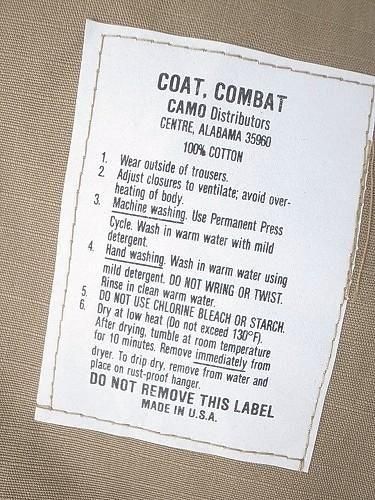 COAT, COMBAT
CAMO Distributors
CENTRE, ALABAMA 35960
100% COTTON
1. Wear outside of trousers.
2. Adjust closures to ventilate; avoid over-
heating of body.
3. Machine washing. Use Permanent Press
Cycle. Wash in warm water with mild
detergent.
4. Hand washing. Wash in warm water using
mild detergent. DO NOT WRING OR TWIST.
Rinse in clean warm water.
5. DO NOT USE CHLORINE BLEACH OR STARCH.
6. Dry at low heat (Do not exceed 130°F).
After drying, tumble at room temperature
for 10 minutes. Remove immediately from
dryer. To drip dry, remove from water and
place on rust-proof hanger.
DO NOT REMOVE THIS LABEL
MADE IN U.S.A.